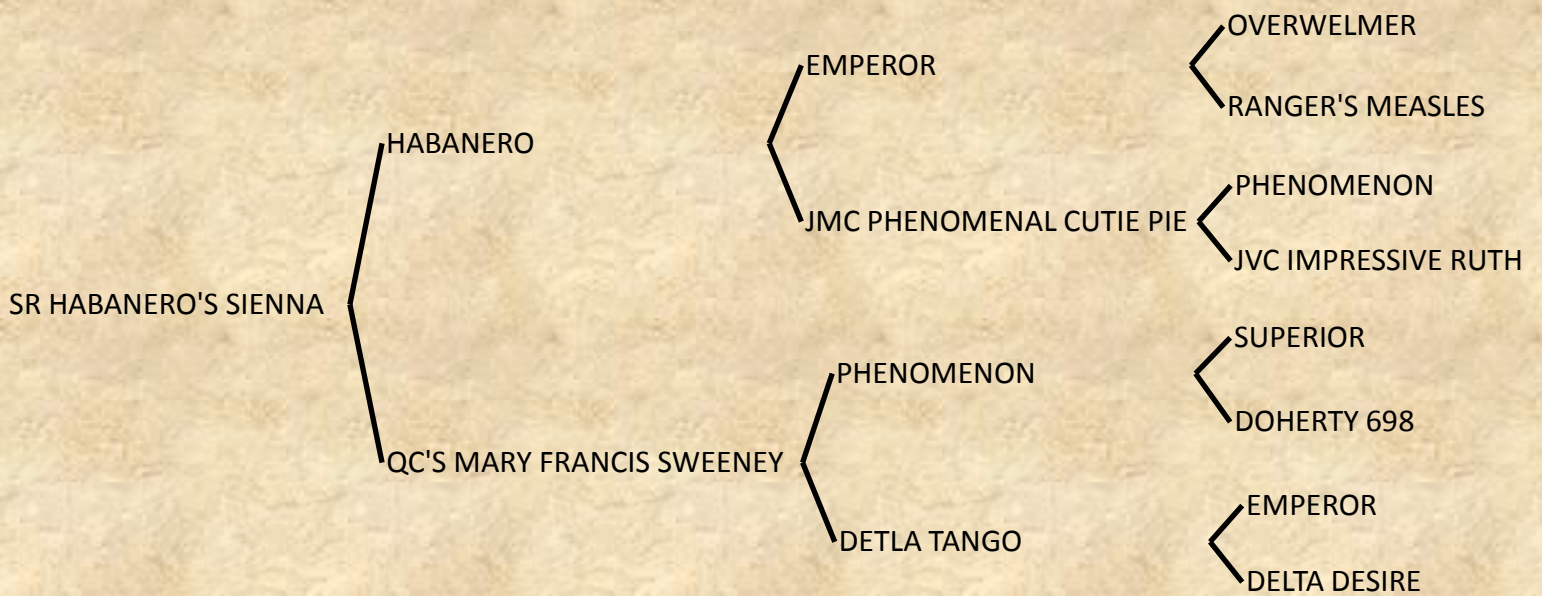 OVERWELMER
EMPEROR
RANGER'S MEASLES
HABANERO
PHENOMENON
JMC PHENOMENAL CUTIE PIE
JVC IMPRESSIVE RUTH
SR HABANERO'S SIENNA
SUPERIOR
PHENOMENON
DOHERTY 698
QC'S MARY FRANCIS SWEENEY
EMPEROR
DETLA TANGO
DELTA DESIRE